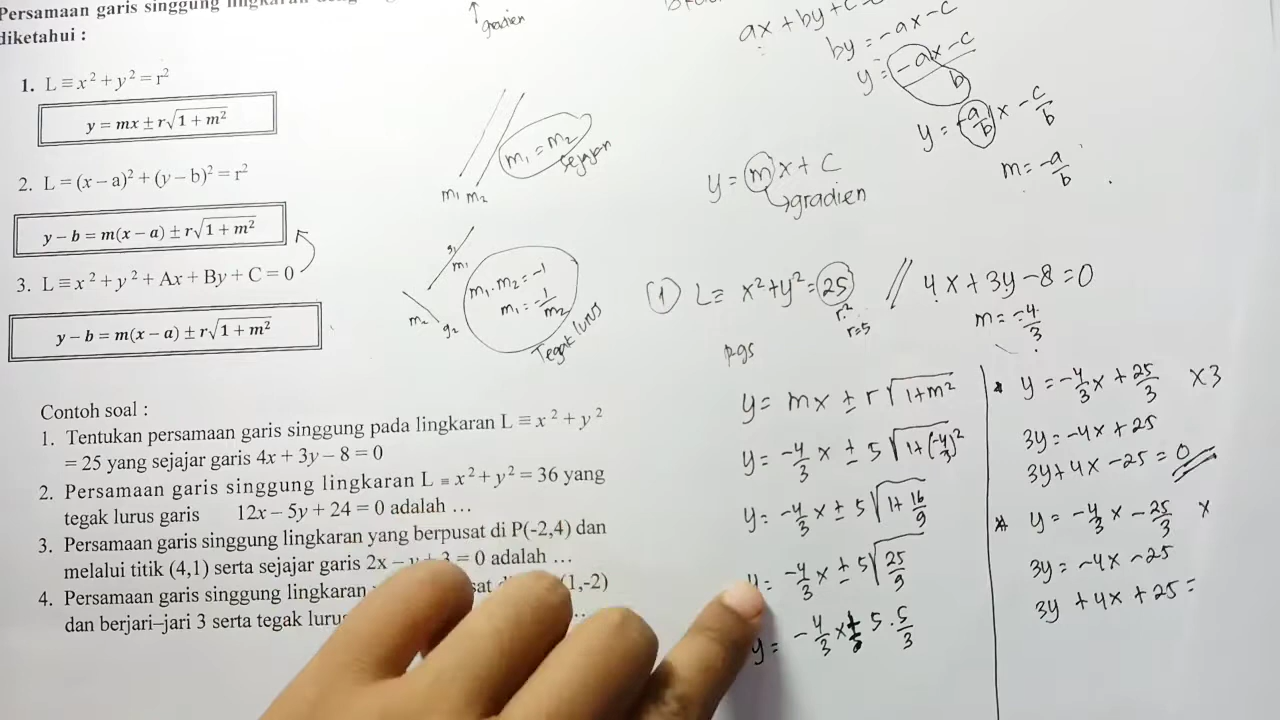 Persamaan garis singgung lingkaran
diketahui :
1. L ≡ x² + y² = r²
y = mx ± r√(1 + m²)
2. L = (x – a)² + (y – b)² = r²
y – b = m(x – a) ± r√(1 + m²)
3. L ≡ x² + y² + Ax + By + C = 0
y – b = m(x – a) ± r√(1 + m²)
Contoh soal :
1. Tentukan persamaan garis singgung pada lingkaran L ≡ x² + y²
= 25 yang sejajar garis 4x + 3y – 8 = 0
2. Persamaan garis singgung lingkaran L ≡ x² + y² = 36 yang
tegak lurus garis 12x – 5y + 24 = 0 adalah …
3. Persamaan garis singgung lingkaran yang berpusat di P(-2,4) dan
melalui titik (4,1) serta sejajar garis 2x – y + 3 = 0 adalah …
4. Persamaan garis singgung lingkaran (1,-2)
dan berjari–jari 3 serta tegak
gradien
m₁ = m₂
sejajar
m₁ m₂
g₁
m₁
m₂
g₂
m₁ . m₂ = -1
m₁ = -1/m₂
Tegak lurus
ax + by + c
by = -ax - c
y = (-ax - c)/b
y = -a/b x - c/b
m = -a/b
y = mx + c
gradien
① L ≡ x² + y² = 25 // 4x + 3y - 8 = 0
r²
r=5
m = -4/3
pgs
y = mx ± r√(1+m²)
y = -4/3 x ± 5√(1+(-4/3)²)
y = -4/3 x ± 5√(1+16/9)
y = -4/3 x ± 5√(25/9)
y = -4/3 x ± 5 . 5/3
* y = -4/3 x + 25/3 x3
3y = -4x + 25
3y + 4x - 25 = 0
* y = -4/3 x - 25/3 x
3y = -4x - 25
3y + 4x + 25 =